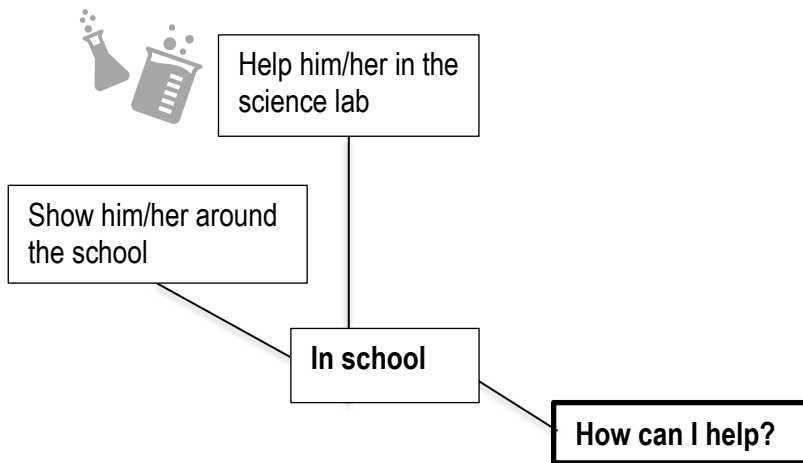 Help him/her in the
science lab
Show him/her around
the school
In school
How can I help?